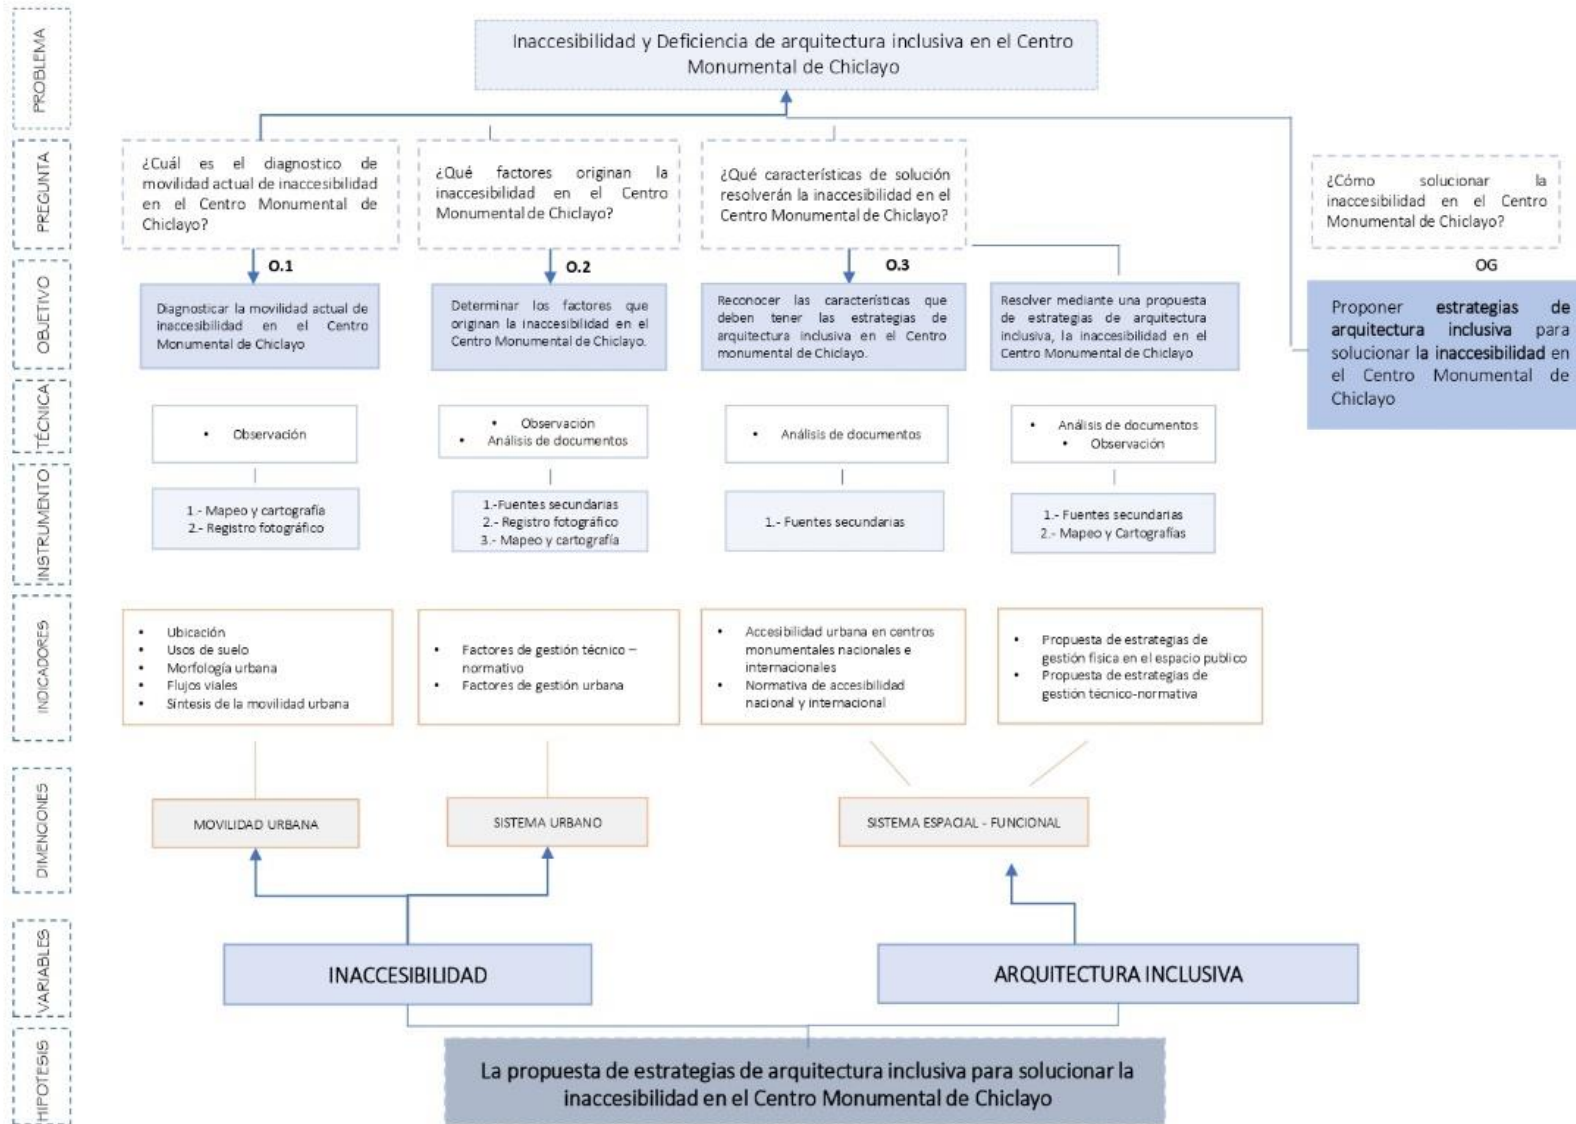 PROBLEMA
Inaccesibilidad y Deficiencia de arquitectura inclusiva en el Centro
Monumental de Chiclayo
PREGUNTA
¿Cuál es el diagnostico de
movilidad actual de inaccesibilidad
en el Centro Monumental de
Chiclayo?
¿Qué factores originan la
inaccesibilidad en el Centro
Monumental de Chiclayo?
¿Qué características de solución
resolverán la inaccesibilidad en el
Centro Monumental de Chiclayo?
¿Cómo solucionar la
inaccesibilidad en el Centro
Monumental de Chiclayo?
OBJETIVO
O.1
Diagnosticar la movilidad actual de
inaccesibilidad en el Centro
Monumental de Chiclayo
O.2
Determinar los factores que
originan la inaccesibilidad en el
Centro Monumental de Chiclayo.
O.3
Reconocer las características que
deben tener las estrategias de
arquitectura inclusiva en el Centro
monumental de Chiclayo.
Resolver mediante una propuesta
de estrategias de arquitectura
inclusiva, la inaccesibilidad en el
Centro Monumental de Chiclayo
OG
Proponer estrategias de
arquitectura inclusiva para
solucionar la inaccesibilidad en
el Centro Monumental de
Chiclayo
TÉCNICA
• Observación
• Observación
• Análisis de documentos
• Análisis de documentos
• Análisis de documentos
• Observación
INSTRUMENTO
1.- Mapeo y cartografía
2.- Registro fotográfico
1.-Fuentes secundarias
2.- Registro fotográfico
3.- Mapeo y cartografía
1.- Fuentes secundarias
1.- Fuentes secundarias
2.- Mapeo y Cartografías
INDICADORES
• Ubicación
• Usos de suelo
• Morfología urbana
• Flujos viales
• Síntesis de la movilidad urbana
• Factores de gestión técnico –
normativo
• Factores de gestión urbana
• Accesibilidad urbana en centros
monumentales nacionales e
internacionales
• Normativa de accesibilidad
nacional y internacional
• Propuesta de estrategias de
gestión física en el espacio publico
• Propuesta de estrategias de
gestión técnico-normativa
DIMENCIONES
MOVILIDAD URBANA
SISTEMA URBANO
SISTEMA ESPACIAL - FUNCIONAL
VARIABLES
INACCESIBILIDAD
ARQUITECTURA INCLUSIVA
HIPOTESIS
La propuesta de estrategias de arquitectura inclusiva para solucionar la
inaccesibilidad en el Centro Monumental de Chiclayo